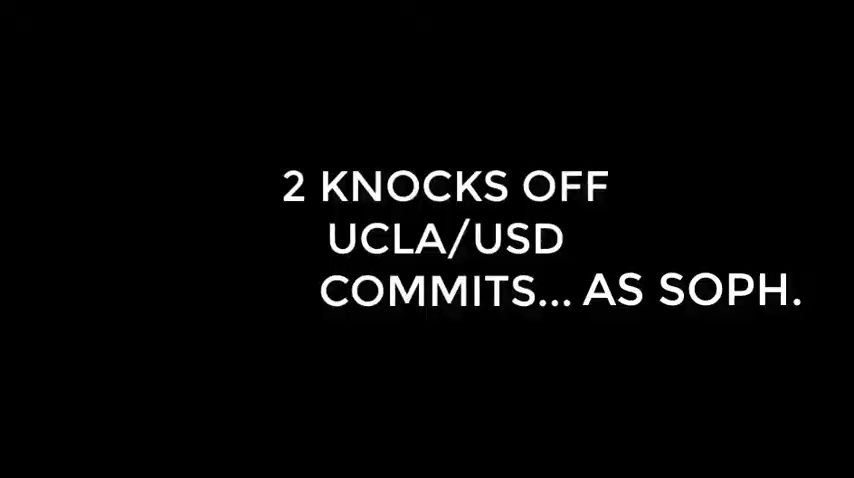 2 KNOCKS OFF
UCLA/USD
COMMITS... AS SOPH.